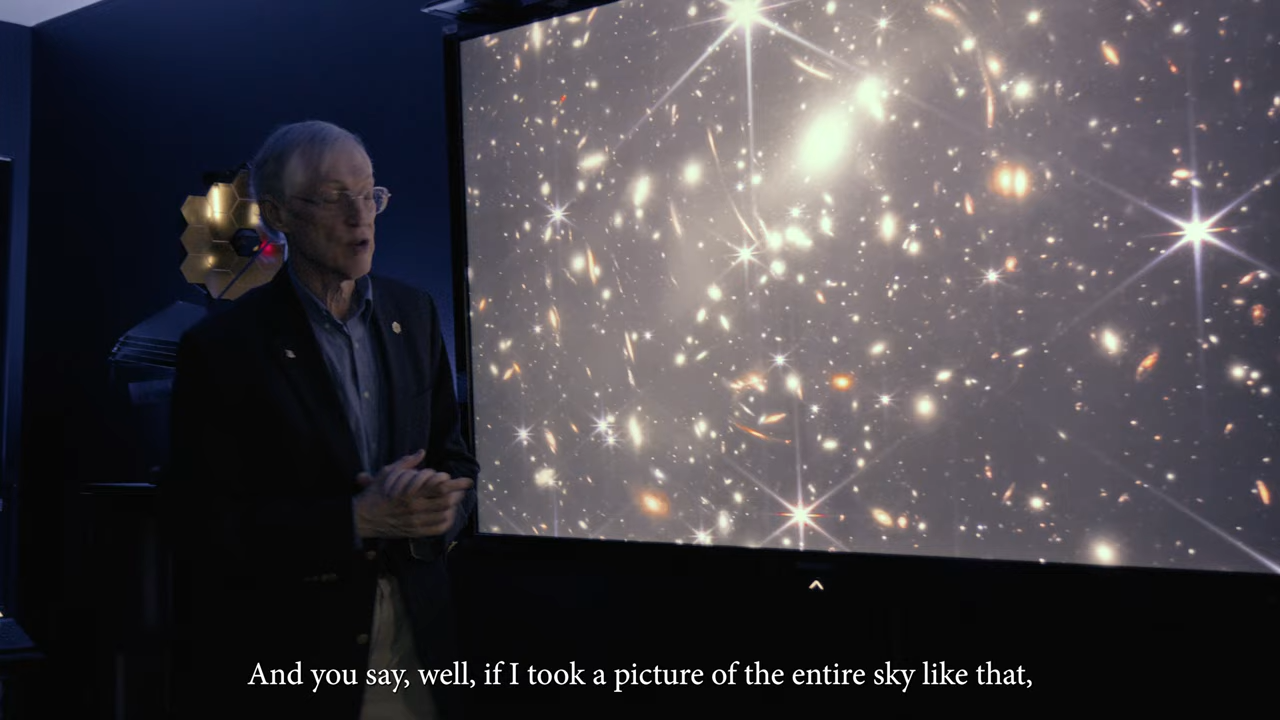 And you say, well, if I took a picture of the entire sky like that,